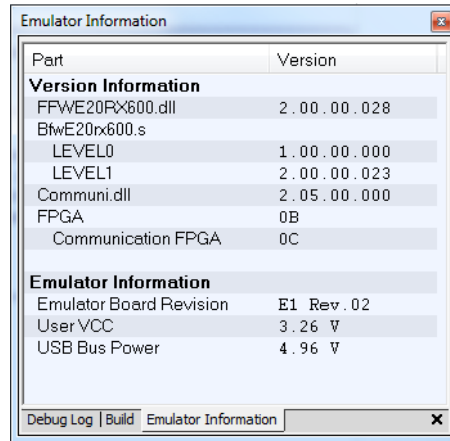 Emulator Information
Part Version
Version Information
FFWE20RX600.dll 2.00.00.028
BfwE20rx600.s
LEVEL0 1.00.00.000
LEVEL1 2.00.00.023
Communi.dll 2.05.00.000
FPGA 0B
Communication FPGA 0C
Emulator Information
Emulator Board Revision E1 Rev.02
User VCC 3.26 V
USB Bus Power 4.96 V
Debug Log | Build Emulator Information